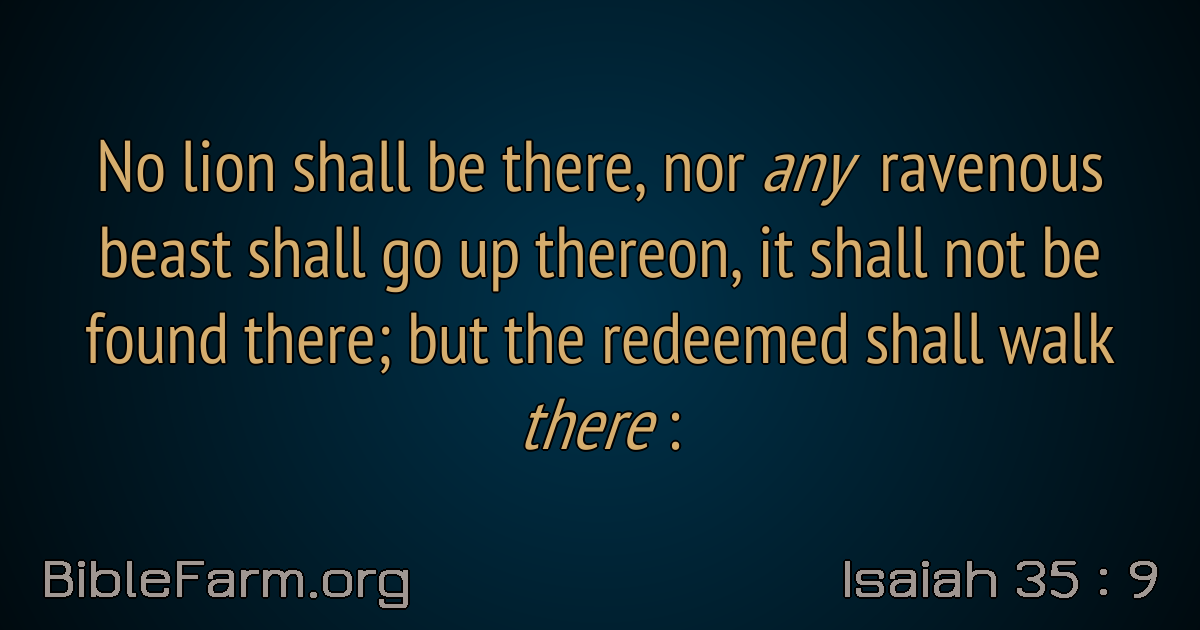 No lion shall be there, nor any ravenous
beast shall go up thereon, it shall not be
found there; but the redeemed shall walk
there :
BibleFarm.org
Isaiah 35 : 9